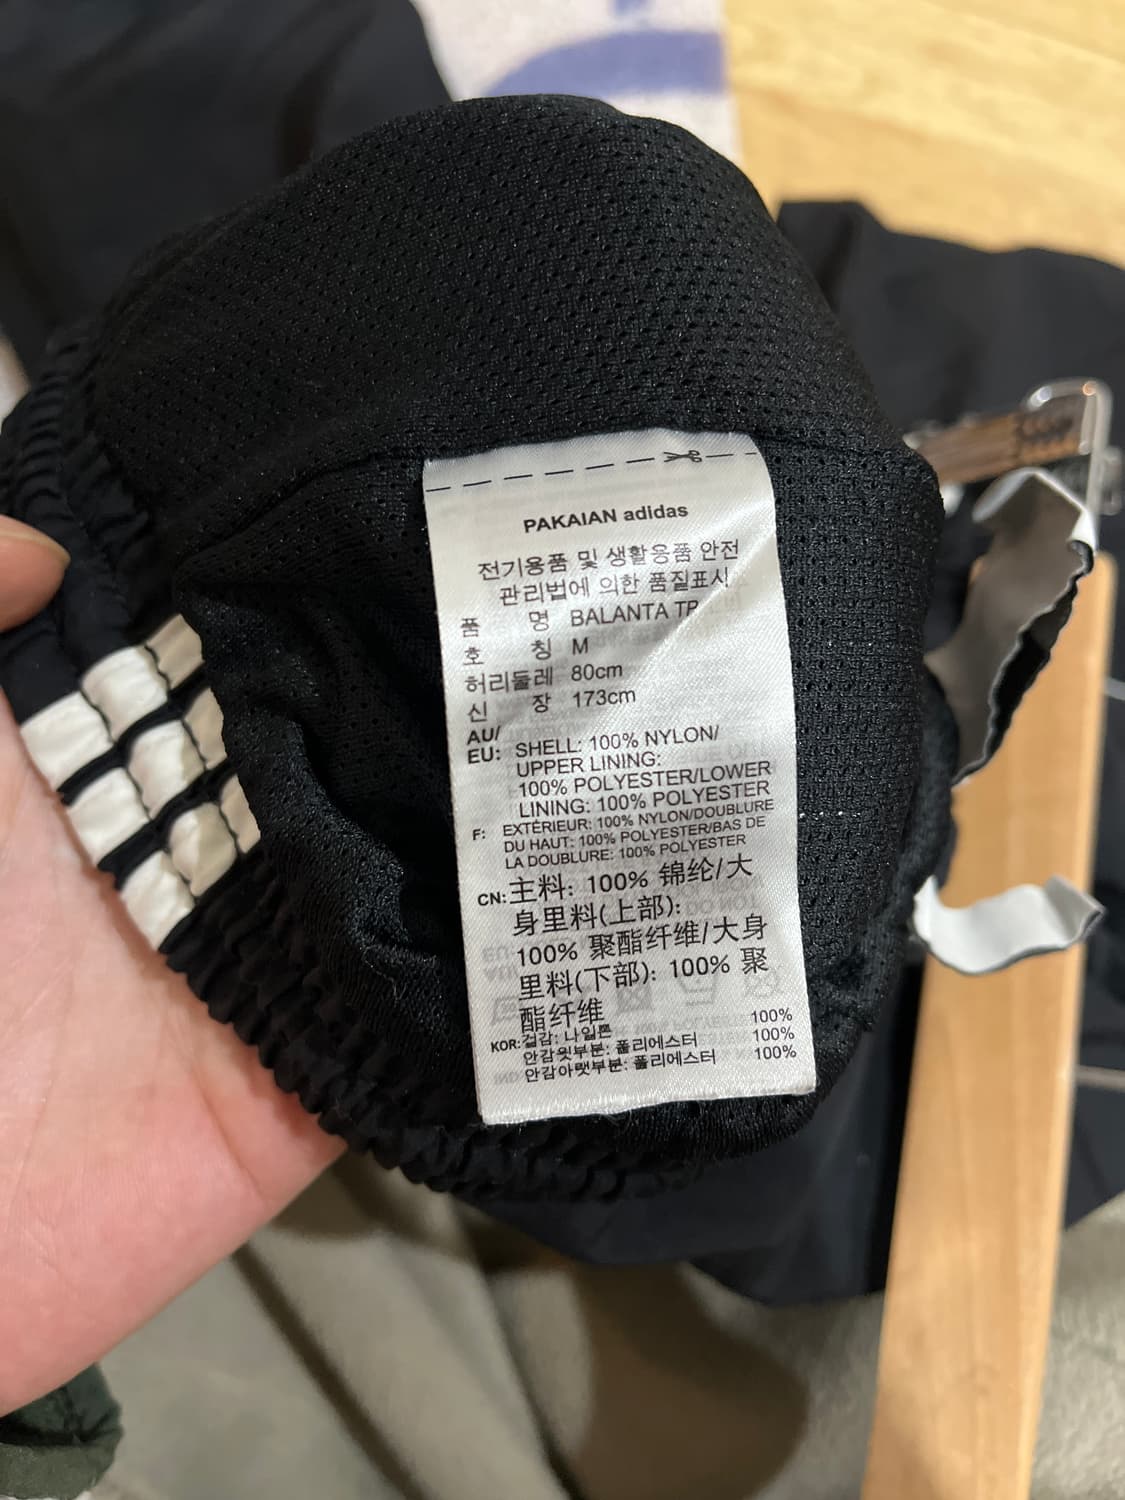 PAKAIAN adidas
전기용품 및 생활용품 안전
관리법에 의한 품질표시
품 명 BALANTA TP
호 칭 M
허리둘레 80cm
신 장 173cm
AU/
EU: SHELL: 100% NYLON/
UPPER LINING:
100% POLYESTER/LOWER
LINING: 100% POLYESTER
F: EXTÉRIEUR: 100% NYLON/DOUBLURE
DU HAUT: 100% POLYESTER/BAS DE
LA DOUBLURE: 100% POLYESTER
CN: 主料: 100% 锦纶/大
身里料(上部):
100% 聚酯纤维/大身
里料(下部): 100% 聚
酯纤维
KOR: 겉감: 나일론 100%
안감윗부분: 폴리에스터 100%
안감아랫부분: 폴리에스터 100%